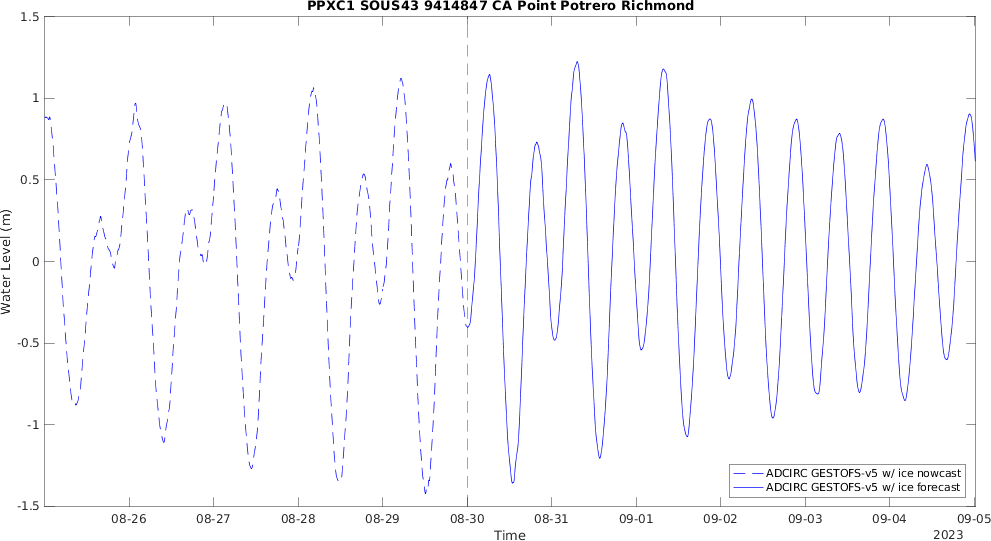 PPXC1 SOUS43 9414847 CA Point Potrero Richmond
1.5
1
0.5
0
-0.5
-1
-1.5
Water Level (m)
08-26 08-27 08-28 08-29 08-30 08-31 09-01 09-02 09-03 09-04 09-05
Time
2023
ADCIRC GESTOFS-v5 w/ ice nowcast
ADCIRC GESTOFS-v5 w/ ice forecast